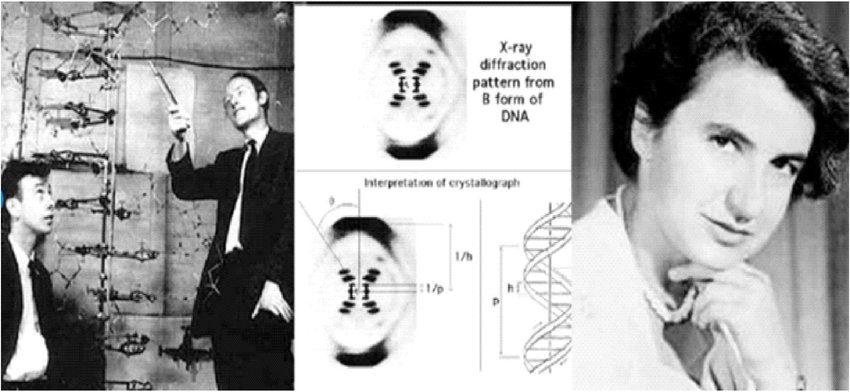 X-ray
diffraction
pattern from
B form of
DNA
Interpretation of crystallograph
θ
1/h
1/p
h
p